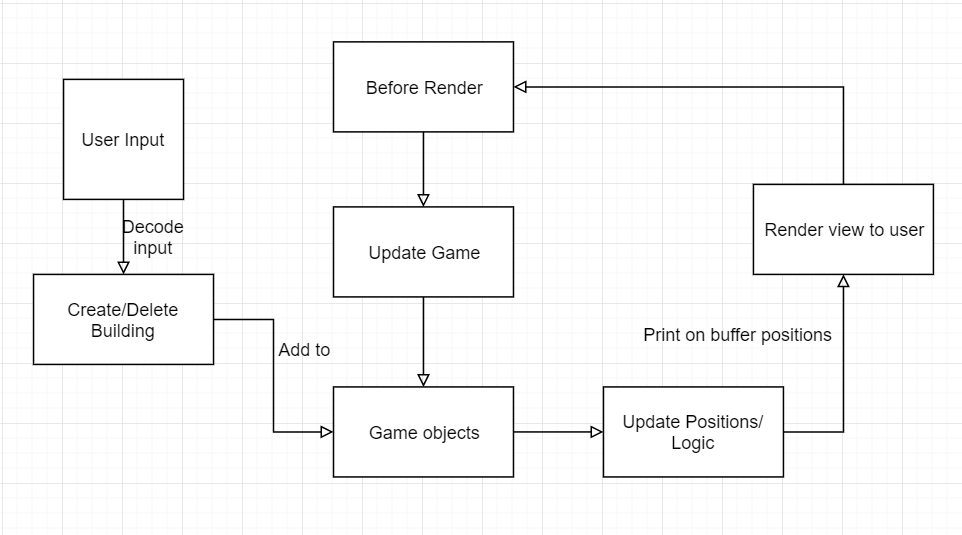 Before Render
User Input
Decode
input
Update Game
Render view to user
Create/Delete
Building
Add to
Print on buffer positions
Game objects
Update Positions/
Logic